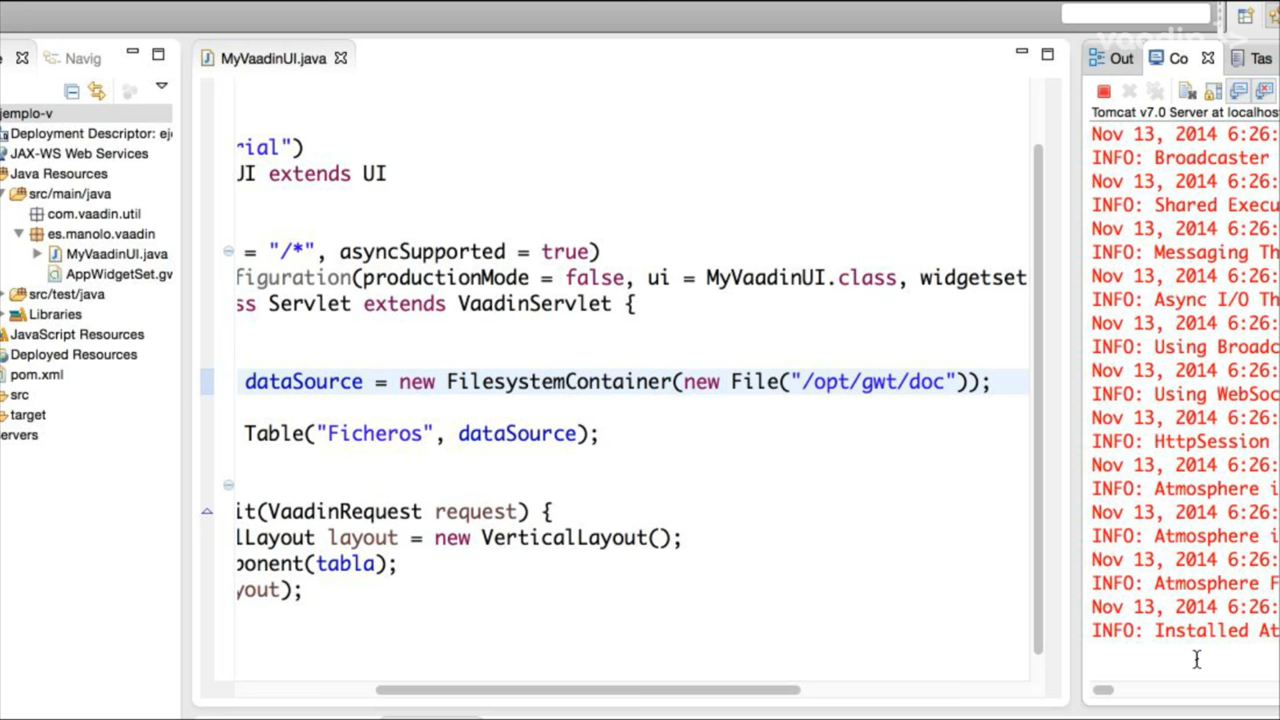 Navig
jemplo-v
Deployment Descriptor: eje
JAX-WS Web Services
Java Resources
src/main/java
com.vaadin.util
es.manolo.vaadin
MyVaadinUI.java
AppWidgetSet.gv
src/test/java
Libraries
JavaScript Resources
Deployed Resources
pom.xml
src
target
ervers
MyVaadinUI.java
rial")
UI extends UI
= "/*", asyncSupported = true)
figuration(productionMode = false, ui = MyVaadinUI.class, widgetset
ss Servlet extends VaadinServlet {
dataSource = new FilesystemContainer(new File("/opt/gwt/doc"));
Table("Ficheros", dataSource);
it(VaadinRequest request) {
lLayout layout = new VerticalLayout();
ponent(tabla);
yout);
vaadin
Out Co Tas
Tomcat v7.0 Server at localhos
Nov 13, 2014 6:26:
INFO: Broadcaster
Nov 13, 2014 6:26:
INFO: Shared Execu
Nov 13, 2014 6:26:
INFO: Messaging Th
Nov 13, 2014 6:26:
INFO: Async I/O Th
Nov 13, 2014 6:26:
INFO: Using Broadc
Nov 13, 2014 6:26:
INFO: Using WebSoc
Nov 13, 2014 6:26:
INFO: HttpSession
Nov 13, 2014 6:26:
INFO: Atmosphere i
Nov 13, 2014 6:26:
INFO: Atmosphere i
Nov 13, 2014 6:26:
INFO: Atmosphere F
Nov 13, 2014 6:26:
INFO: Installed At